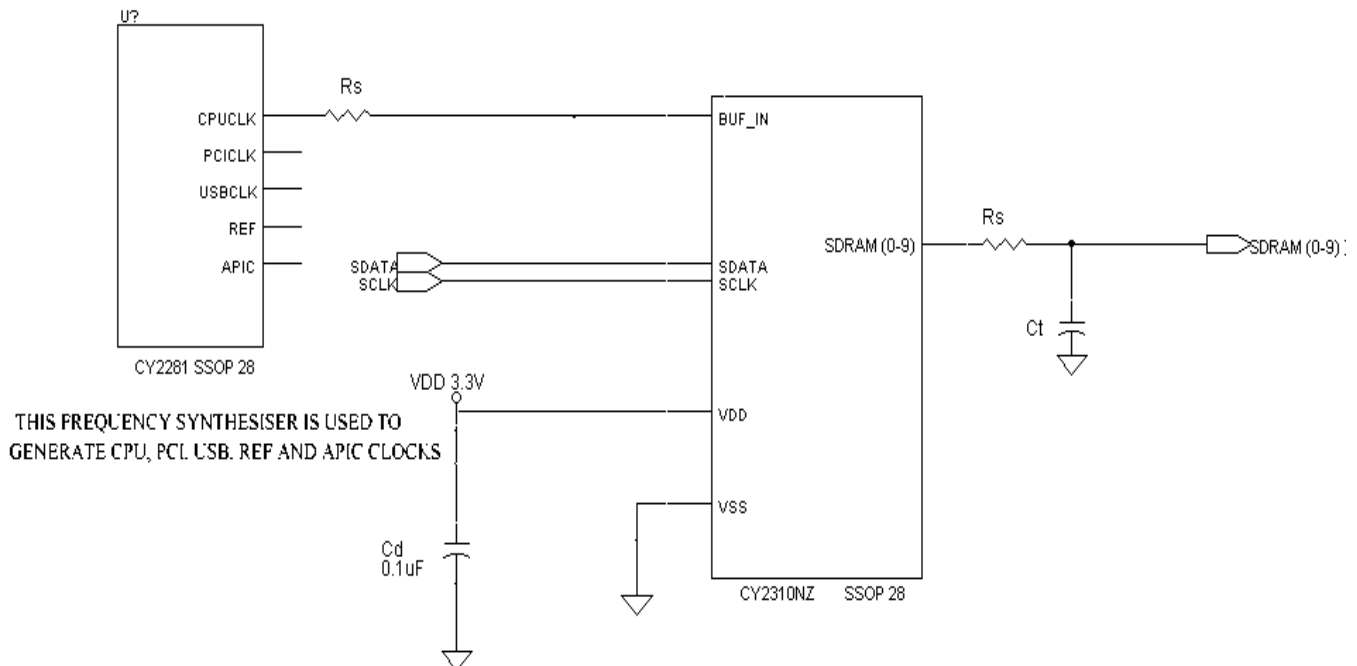 U?
CPUCLK
PCICLK
USBCLK
REF
APIC
CY2281 SSOP 28
Rs
BUF_IN
SDATA
SCLK
SDATA
SCLK
SDRAM (0-9)
Rs
SDRAM (0-9)
Ct
VDD 3.3V
VDD
VSS
Cd
0.1uF
CY2310NZ SSOP 28
THIS FREQUENCY SYNTHESISER IS USED TO
GENERATE CPU, PCI. USB. REF AND APIC CLOCKS